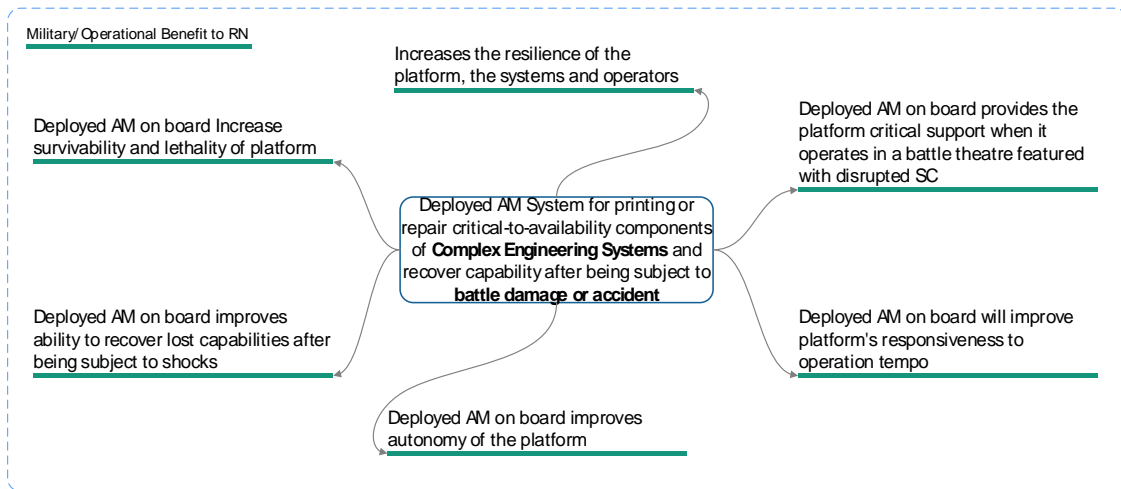 Military/ Operational Benefit to RN
Increases the resilience of the
platform, the systems and operators
Deployed AM on board Increase
survivability and lethality of platform
Deployed AM on board provides the
platform critical support when it
operates in a battle theatre featured
with disrupted SC
Deployed AM System for printing or
repair critical-to-availability components
of Complex Engineering Systems and
recover capability after being subject to
battle damage or accident
Deployed AM on board improves
ability to recover lost capabilities after
being subject to shocks
Deployed AM on board will improve
platform's responsiveness to
operation tempo
Deployed AM on board improves
autonomy of the platform